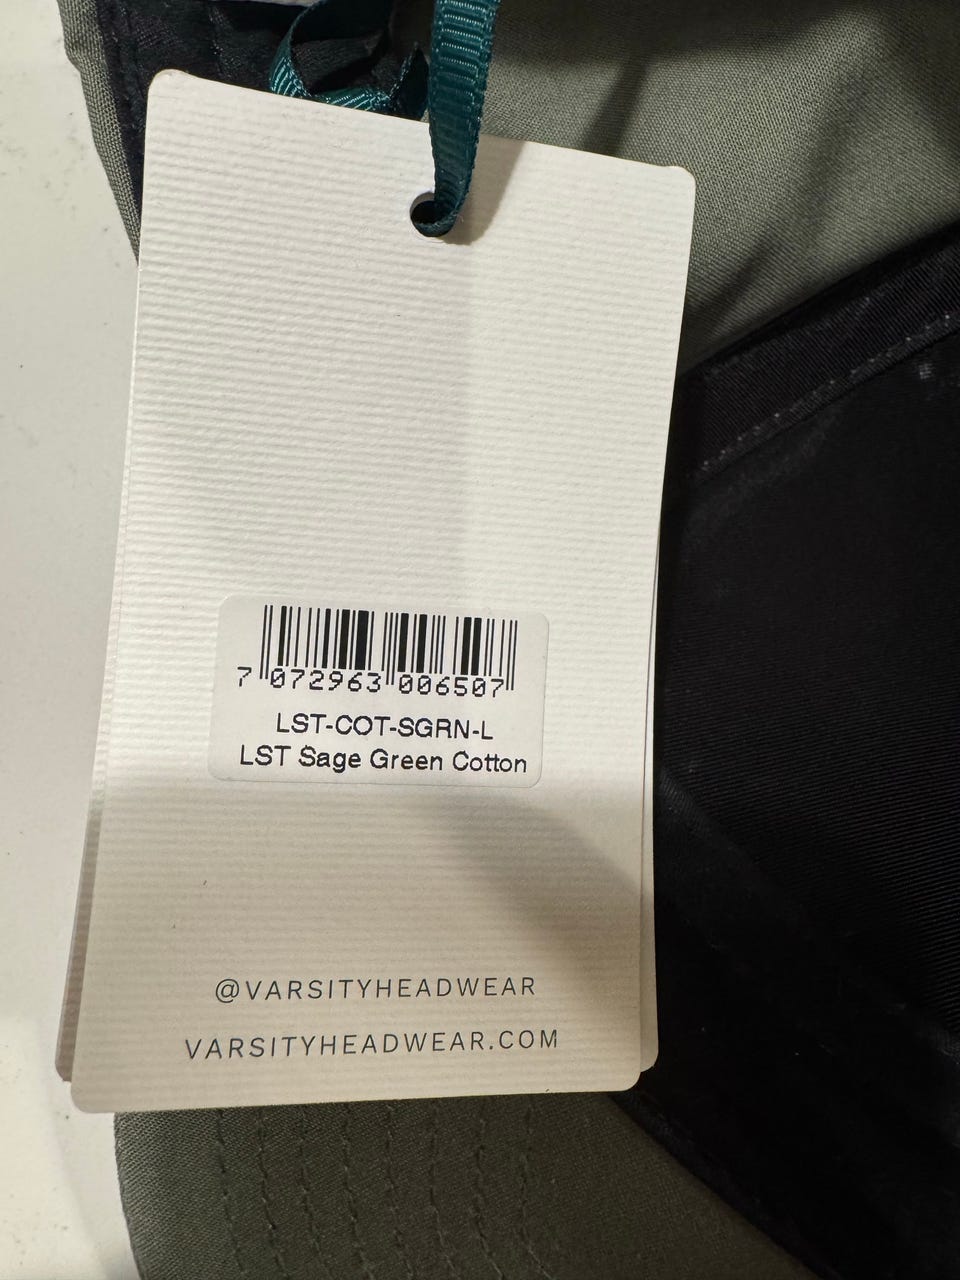 7 072963 006507
LST-COT-SGRN-L
LST Sage Green Cotton
@VARSITYHEADWEAR
VARSITYHEADWEAR.COM